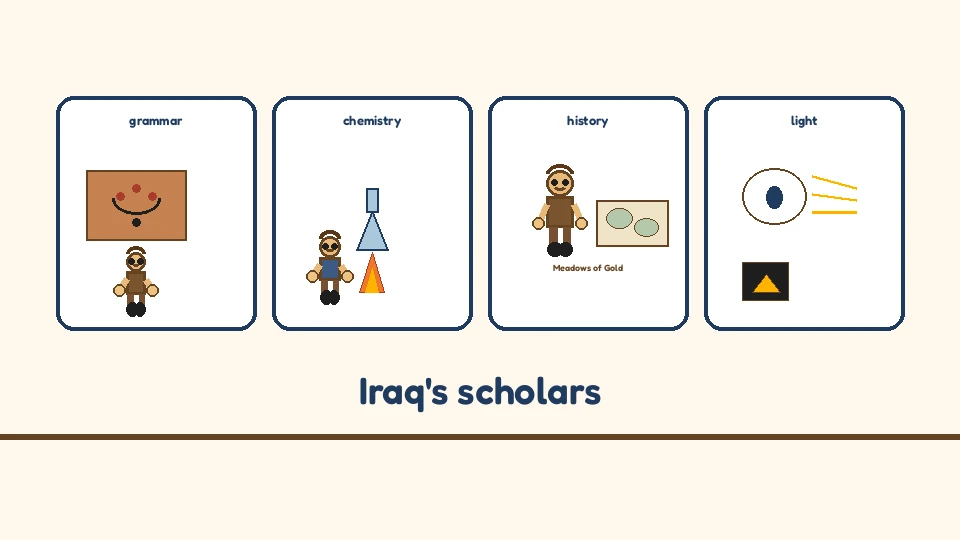 grammar
chemistry
history
light
Meadows of Gold
Iraq's scholars